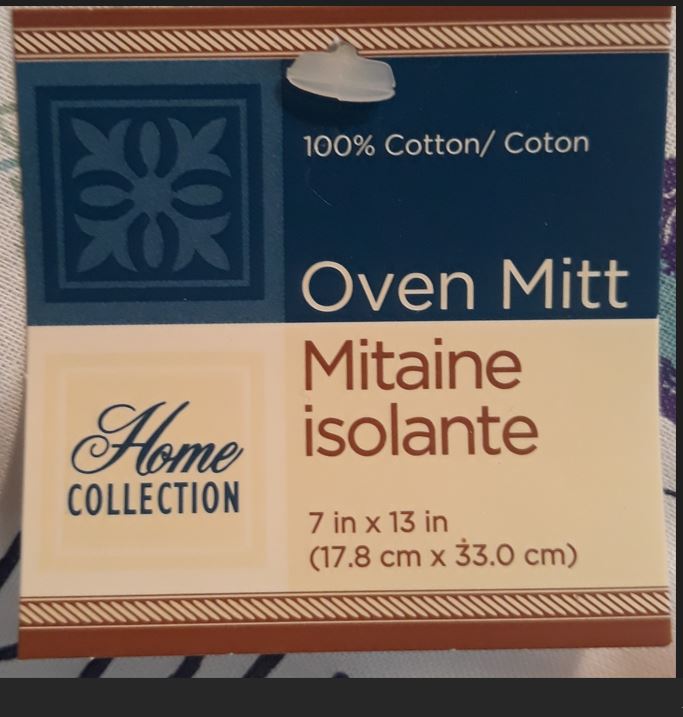 100% Cotton/ Coton
Oven Mitt
Mitaine
isolante
Home
COLLECTION
7 in x 13 in
(17.8 cm x 33.0 cm)